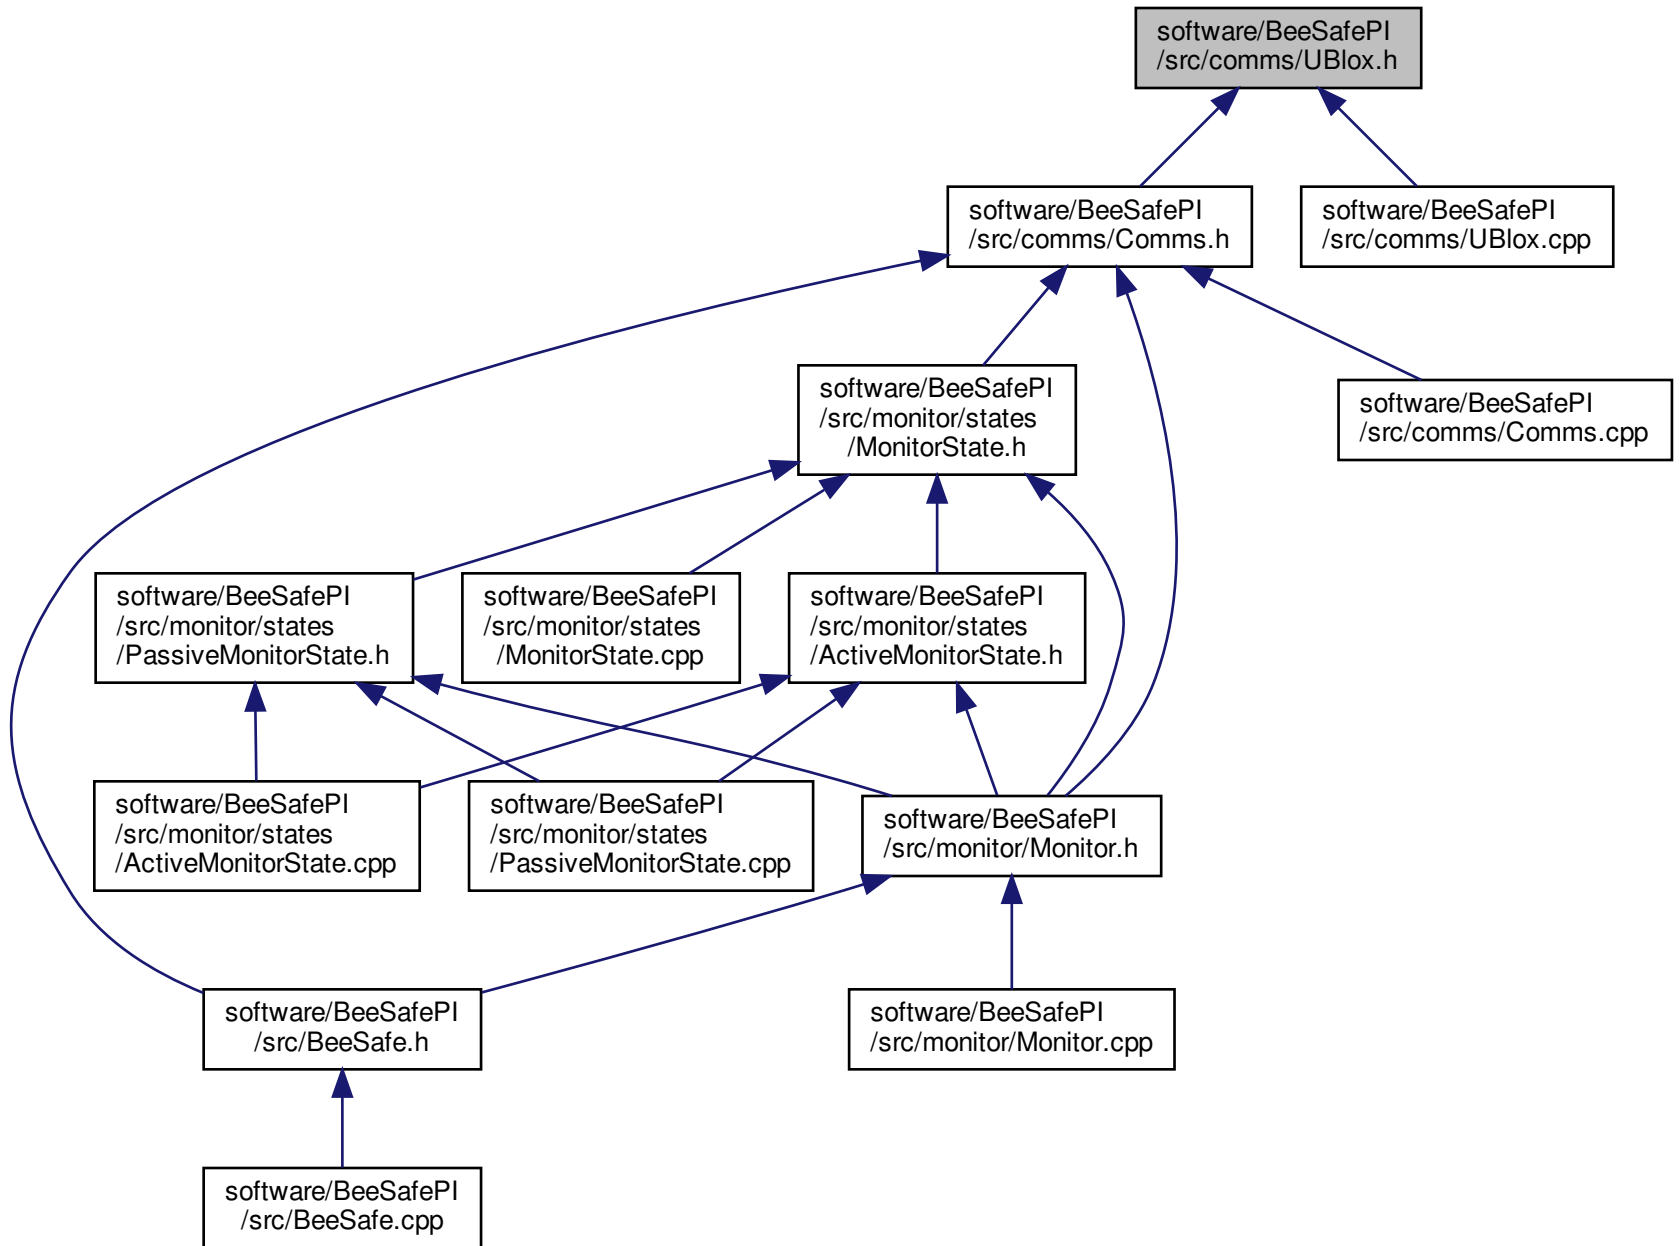 software/BeeSafePI
/src/comms/UBlox.h
software/BeeSafePI
/src/comms/Comms.h
software/BeeSafePI
/src/comms/UBlox.cpp
software/BeeSafePI
/src/monitor/states
/MonitorState.h
software/BeeSafePI
/src/comms/Comms.cpp
software/BeeSafePI
/src/monitor/states
/PassiveMonitorState.h
software/BeeSafePI
/src/monitor/states
/MonitorState.cpp
software/BeeSafePI
/src/monitor/states
/ActiveMonitorState.h
software/BeeSafePI
/src/monitor/states
/ActiveMonitorState.cpp
software/BeeSafePI
/src/monitor/states
/PassiveMonitorState.cpp
software/BeeSafePI
/src/monitor/Monitor.h
software/BeeSafePI
/src/BeeSafe.h
software/BeeSafePI
/src/monitor/Monitor.cpp
software/BeeSafePI
/src/BeeSafe.cpp